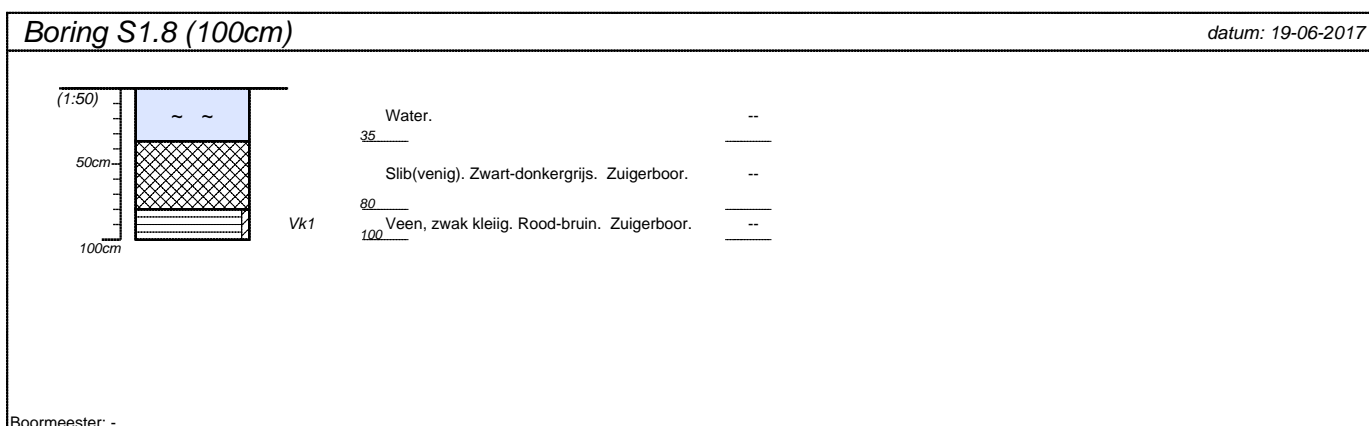 Boring S1.8 (100cm) datum: 19-06-2017
(1:50)
~ ~ Water. --
35
50cm Slib(venig). Zwart-donkergrijs. Zuigerboor. --
80
Vk1 Veen, zwak kleiig. Rood-bruin. Zuigerboor. --
100
100cm
Boormeester: -